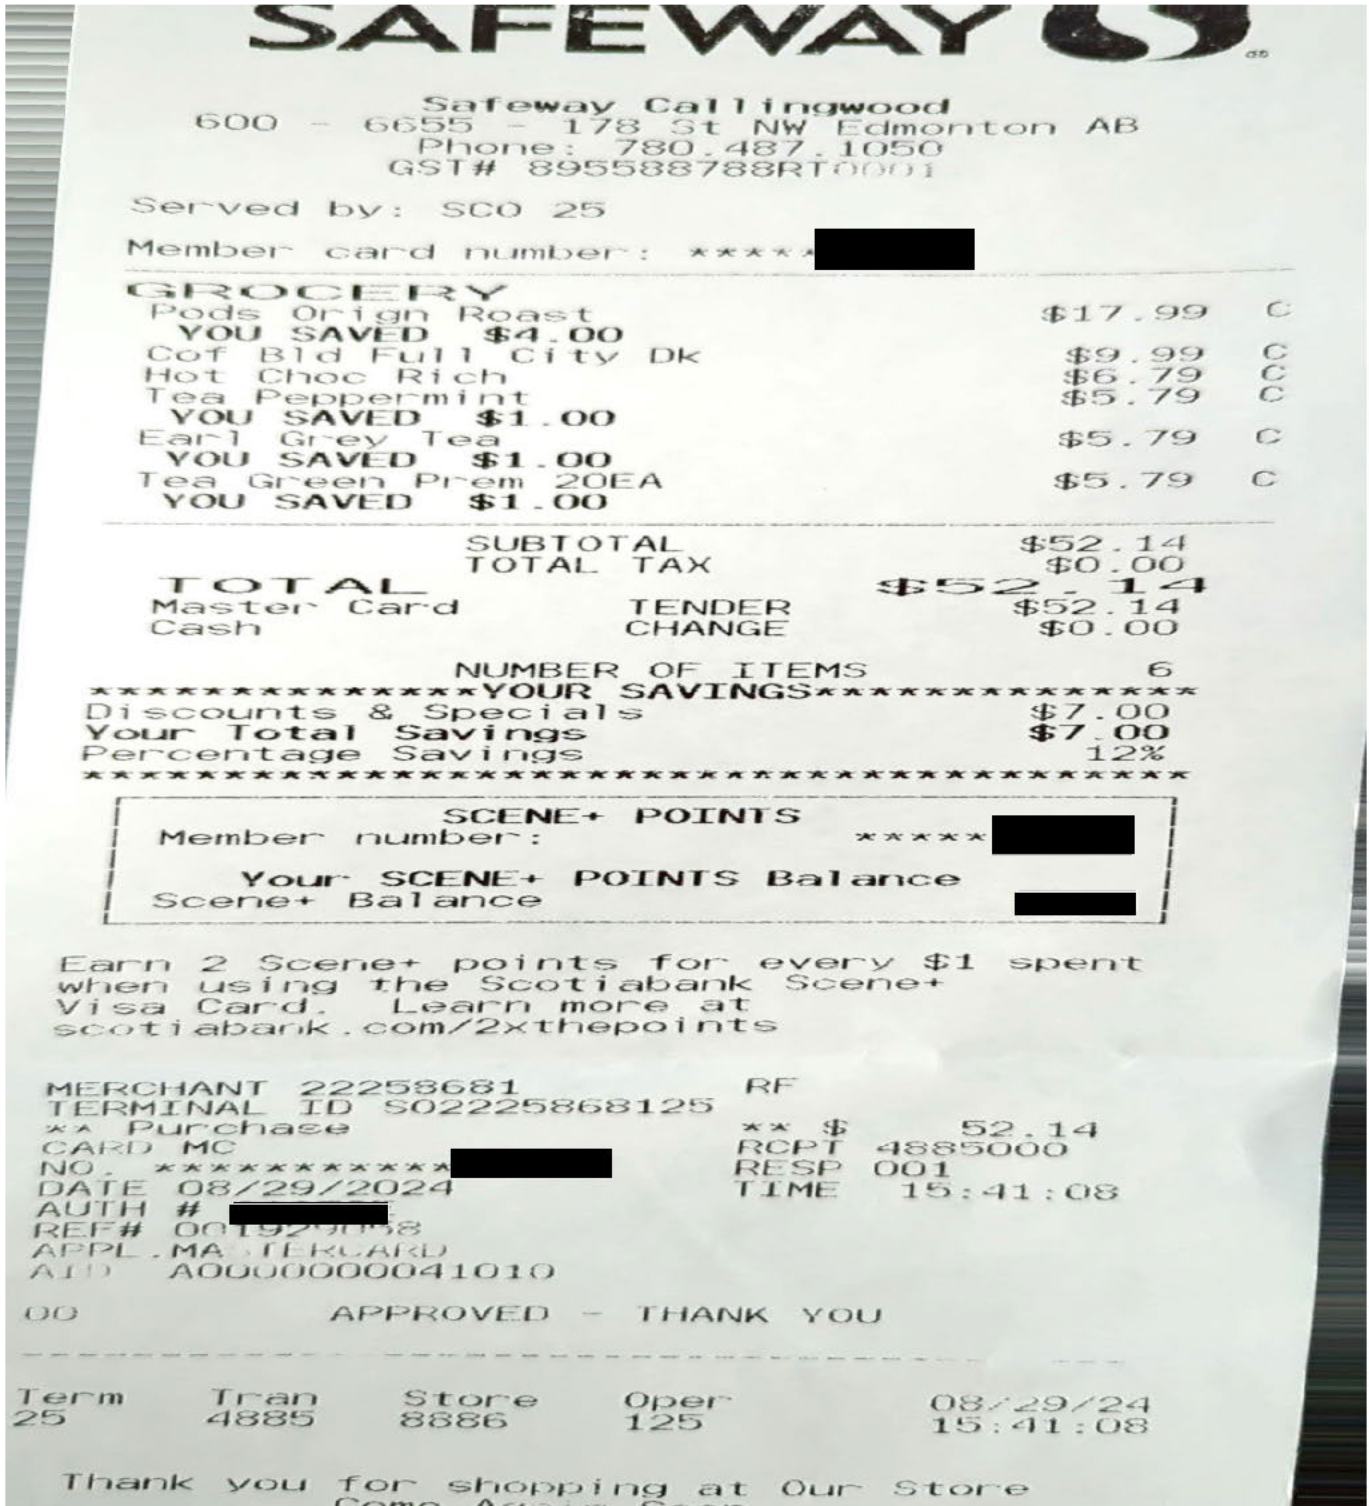 SAFEWAY
Safeway Callingwood
600 - 6655 - 178 St NW Edmonton AB
Phone: 780.487.1050
GST# 895588788RT0001
Served by: SCO 25
Member card number: *****
GROCERY
Pods Orign Roast $17.99 C
YOU SAVED $4.00
Cof Bld Full City Dk $9.99 C
Hot Choc Rich $6.79 C
Tea Peppermint $5.79 C
YOU SAVED $1.00
Earl Grey Tea $5.79 C
YOU SAVED $1.00
Tea Green Prem 20EA $5.79 C
YOU SAVED $1.00
SUBTOTAL $52.14
TOTAL TAX $0.00
TOTAL $52.14
Master Card TENDER $52.14
Cash CHANGE $0.00
NUMBER OF ITEMS 6
**************YOUR SAVINGS**************
Discounts & Specials $7.00
Your Total Savings $7.00
Percentage Savings 12%
****************************************
SCENE+ POINTS
Member number: *****
Your SCENE+ POINTS Balance
Scene+ Balance
Earn 2 Scene+ points for every $1 spent
when using the Scotiabank Scene+
Visa Card. Learn more at
scotiabank.com/2xthepoints
MERCHANT 22258681 RF
TERMINAL ID S02225868125
** Purchase ** $ 52.14
CARD MC RCPT 4885000
NO. *********** RESP 001
DATE 08/29/2024 TIME 15:41:08
AUTH #
REF# 001929058
APPL.MASTERCARD
AID A0000000041010
00 APPROVED - THANK YOU
Term Tran Store Oper 08/29/24
25 4885 8886 125 15:41:08
Thank you for shopping at Our Store
Come Again Soon